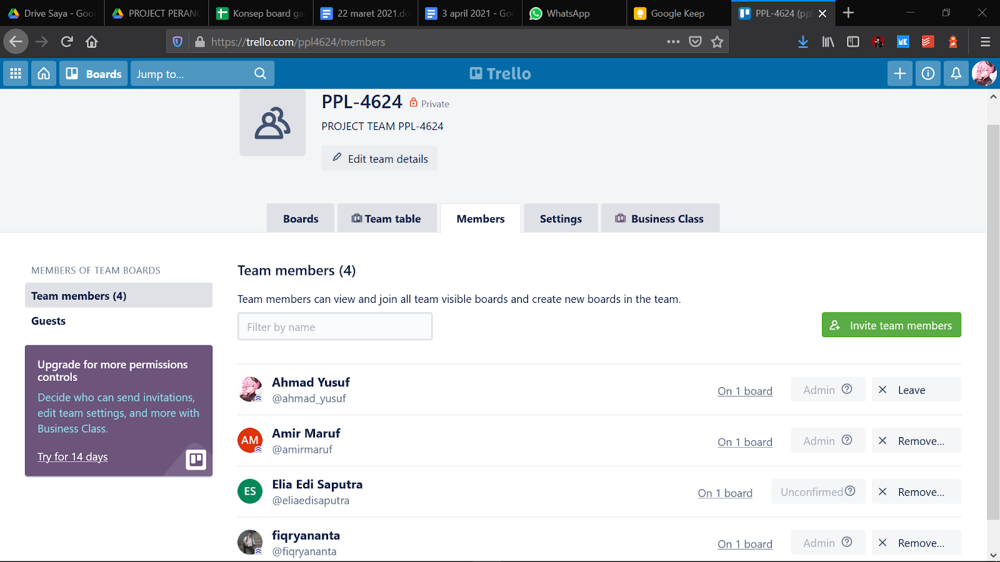 Drive Saya - Goo
PROJECT PERANC
Konsep board ga
22 maret 2021.do
3 april 2021 - Goo
WhatsApp
Google Keep
PPL-4624 (ppl
https://trello.com/ppl4624/members
Boards
Jump to...
Trello
PPL-4624 Private
PROJECT TEAM PPL-4624
Edit team details
Boards
Team table
Members
Settings
Business Class
MEMBERS OF TEAM BOARDS
Team members (4)
Guests
Upgrade for more permissions
controls
Decide who can send invitations,
edit team settings, and more with
Business Class.
Try for 14 days
Team members (4)
Team members can view and join all team visible boards and create new boards in the team.
Filter by name
Invite team members
Ahmad Yusuf
@ahmad_yusuf
On 1 board
Admin
Leave
AM
Amir Maruf
@amirmaruf
On 1 board
Admin
Remove...
ES
Elia Edi Saputra
@eliaedisaputra
On 1 board
Unconfirmed
Remove...
fiqryananta
@fiqryananta
On 1 board
Admin
Remove...